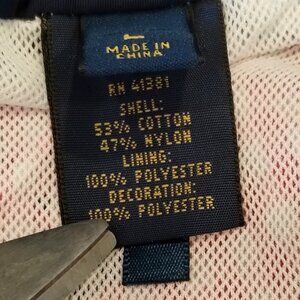 L
MADE IN
CHINA
RN 41381
SHELL:
53% COTTON
47% NYLON
LINING:
100% POLYESTER
DECORATION:
100% POLYESTER